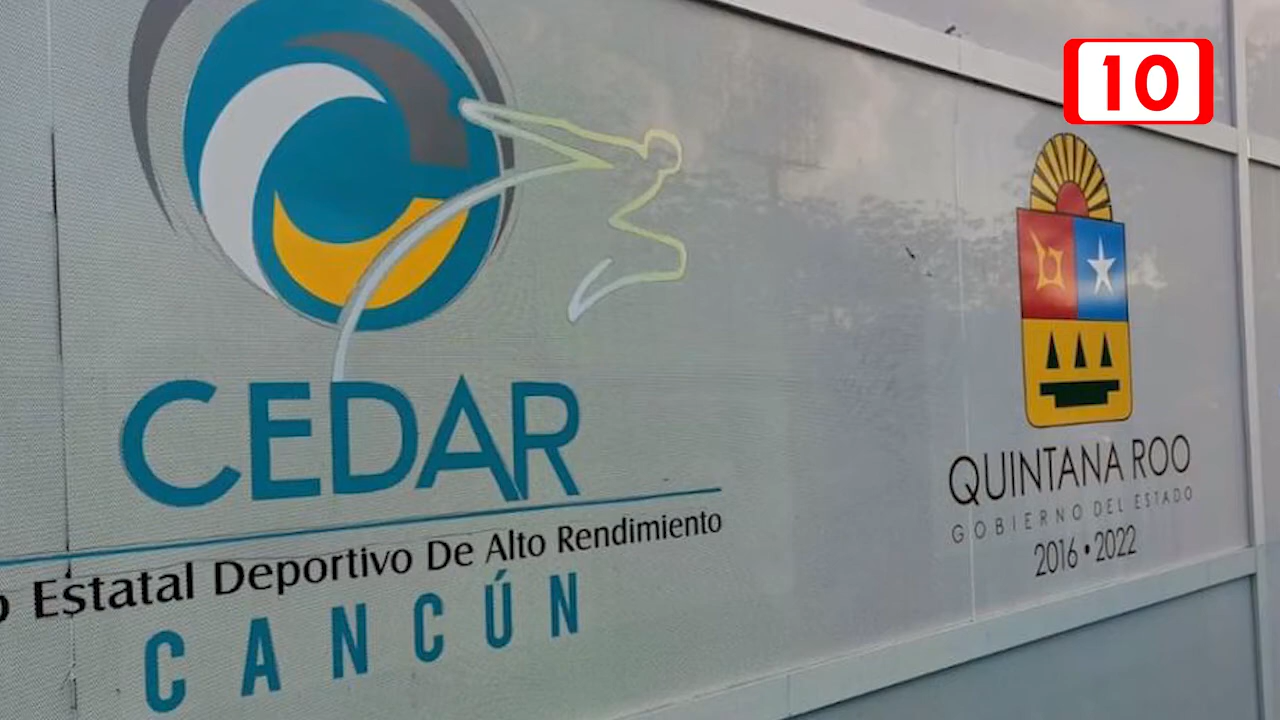 10
CEDAR
Estatal Deportivo De Alto Rendimiento
CANCÚN
QUINTANA ROO
GOBIERNO DEL ESTADO
2016 • 2022